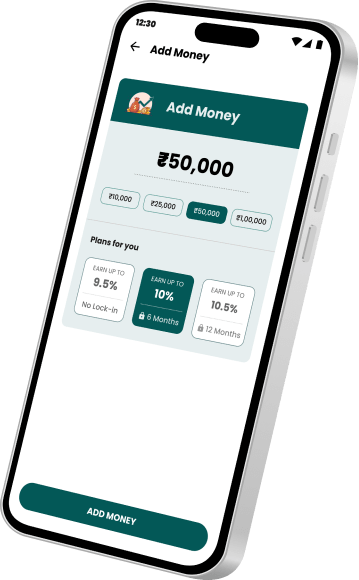 12:30
Add Money
Add Money
₹50,000
₹10,000 ₹25,000 ₹50,000 ₹1,00,000
Plans for you
EARN UP TO EARN UP TO EARN UP TO
9.5% 10% 10.5%
No Lock-in 6 Months 12 Months
ADD MONEY